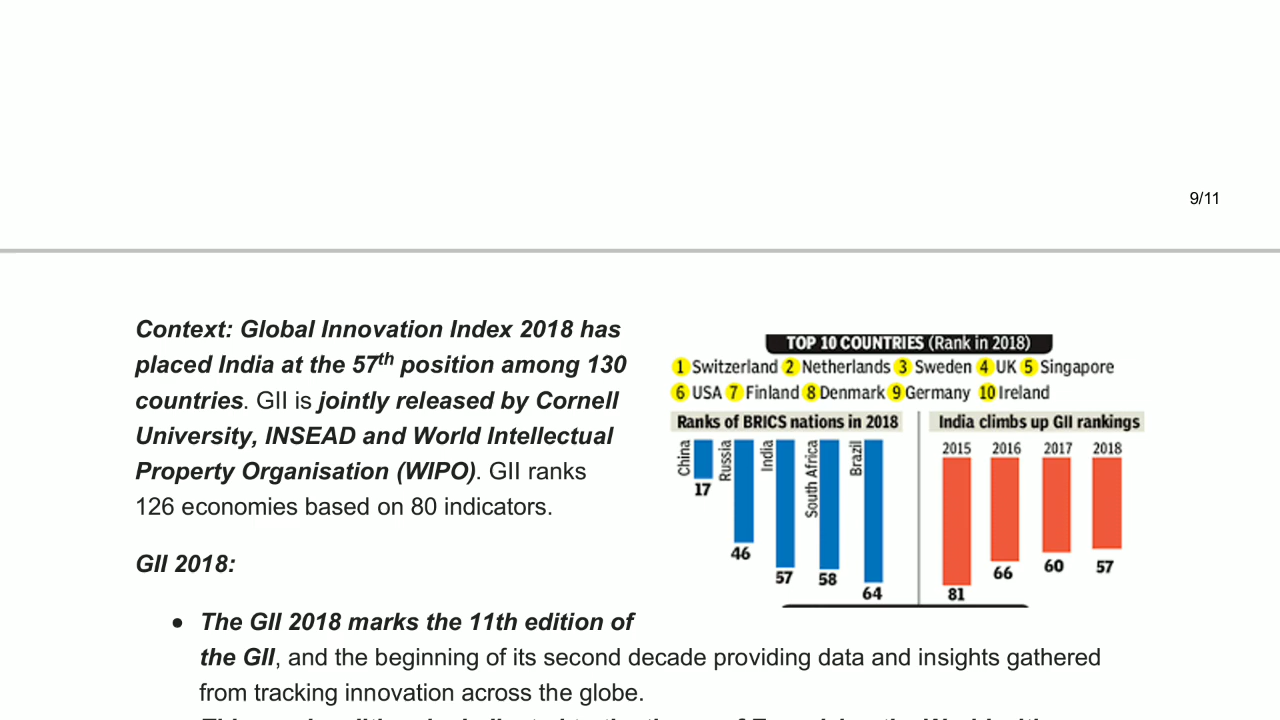 9/11
Context: Global Innovation Index 2018 has
placed India at the 57th position among 130
countries. GII is jointly released by Cornell
University, INSEAD and World Intellectual
Property Organisation (WIPO). GII ranks
126 economies based on 80 indicators.
GII 2018:
● The GII 2018 marks the 11th edition of
the GII, and the beginning of its second decade providing data and insights gathered
from tracking innovation across the globe.
TOP 10 COUNTRIES (Rank in 2018)
1 Switzerland 2 Netherlands 3 Sweden 4 UK 5 Singapore
6 USA 7 Finland 8 Denmark 9 Germany 10 Ireland
Ranks of BRICS nations in 2018
China
Russia
India
South Africa
Brazil
17
46
57
58
64
India climbs up GII rankings
2015 2016 2017 2018
81
66
60
57